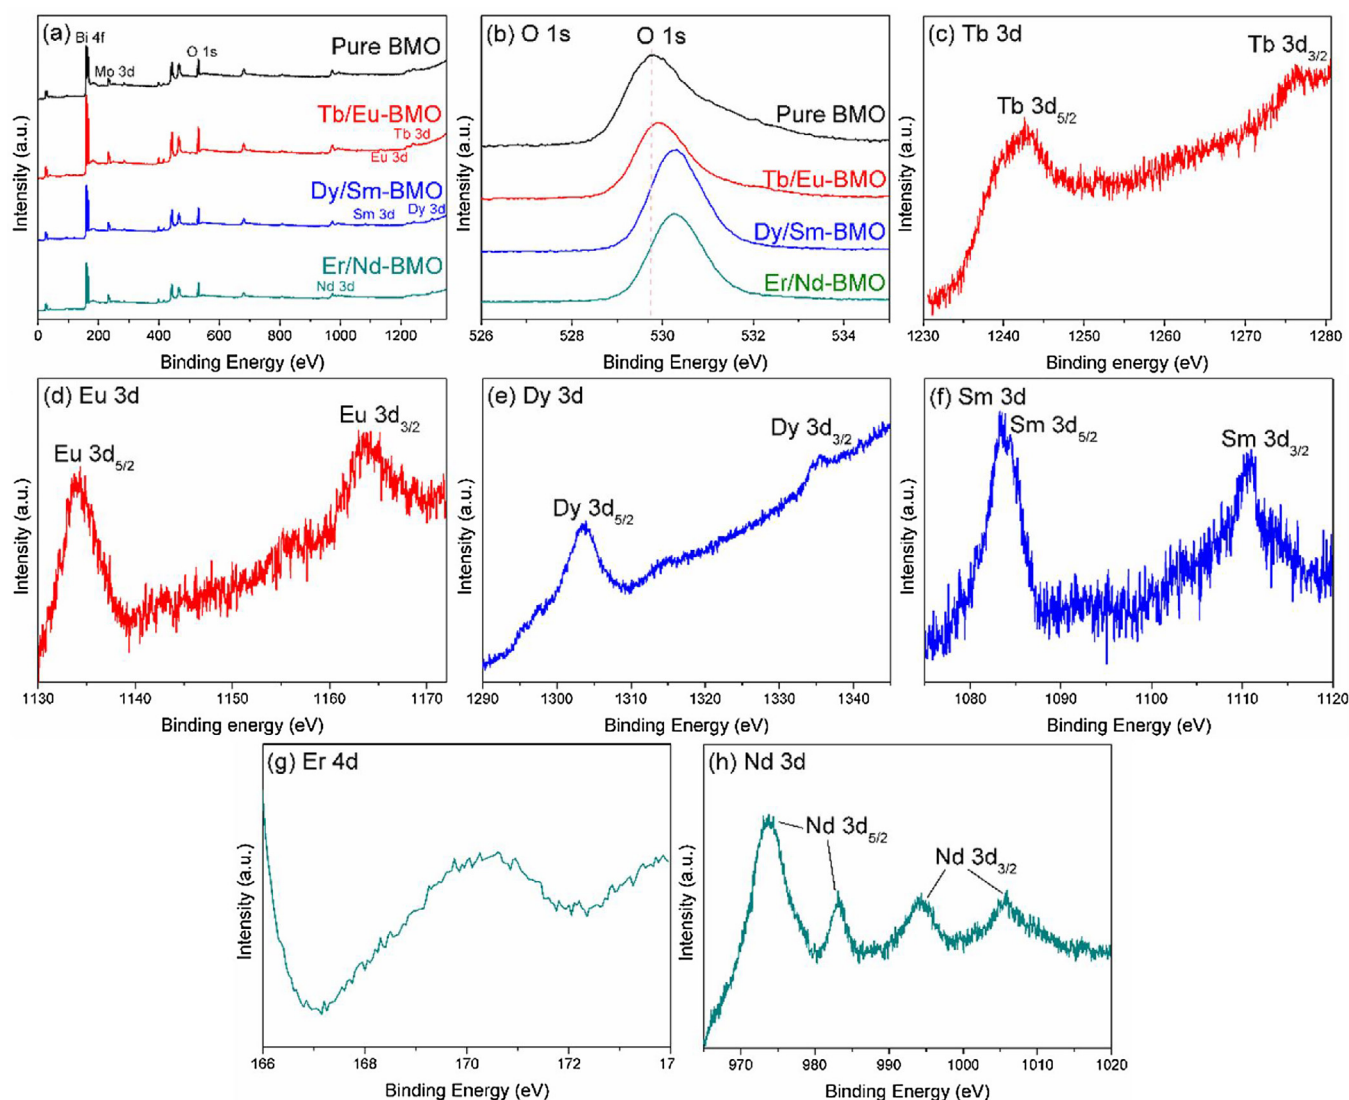 (a)
Bi 4f
Mo 3d
O 1s
Pure BMO
Tb/Eu-BMO
Tb 3d
Eu 3d
Dy/Sm-BMO
Sm 3d
Dy 3d
Er/Nd-BMO
Nd 3d
Intensity (a.u.)
0 200 400 600 800 1000 1200
Binding Energy (eV)
(b) O 1s
O 1s
Pure BMO
Tb/Eu-BMO
Dy/Sm-BMO
Er/Nd-BMO
Intensity (a.u.)
526 528 530 532 534
Binding Energy (eV)
(c) Tb 3d
Tb 3d3/2
Tb 3d5/2
Intensity (a.u.)
1230 1240 1250 1260 1270 1280
Binding energy (eV)
(d) Eu 3d
Eu 3d3/2
Eu 3d5/2
Intensity (a.u.)
1130 1140 1150 1160 1170
Binding energy (eV)
(e) Dy 3d
Dy 3d3/2
Dy 3d5/2
Intensity (a.u.)
1290 1300 1310 1320 1330 1340
Binding Energy (eV)
(f) Sm 3d
Sm 3d5/2
Sm 3d3/2
Intensity (a.u.)
1080 1090 1100 1110 1120
Binding Energy (eV)
(g) Er 4d
Intensity (a.u.)
166 168 170 172 17
Binding Energy (eV)
(h) Nd 3d
Nd 3d5/2
Nd 3d3/2
Intensity (a.u.)
970 980 990 1000 1010 1020
Binding Energy (eV)